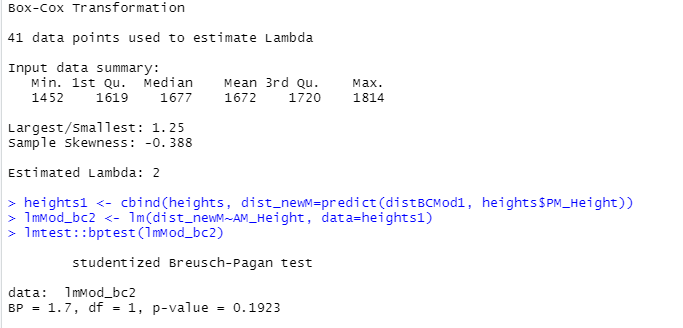 Box-Cox Transformation
41 data points used to estimate Lambda
Input data summary:
Min. 1st Qu. Median Mean 3rd Qu. Max.
1452 1619 1677 1672 1720 1814
Largest/Smallest: 1.25
Sample Skewness: -0.388
Estimated Lambda: 2
> heights1 <- cbind(heights, dist_newM=predict(distBCMod1, heights$PM_Height))
> lmMod_bc2 <- lm(dist_newM~AM_Height, data=heights1)
> lmtest::bptest(lmMod_bc2)
studentized Breusch-Pagan test
data: lmMod_bc2
BP = 1.7, df = 1, p-value = 0.1923